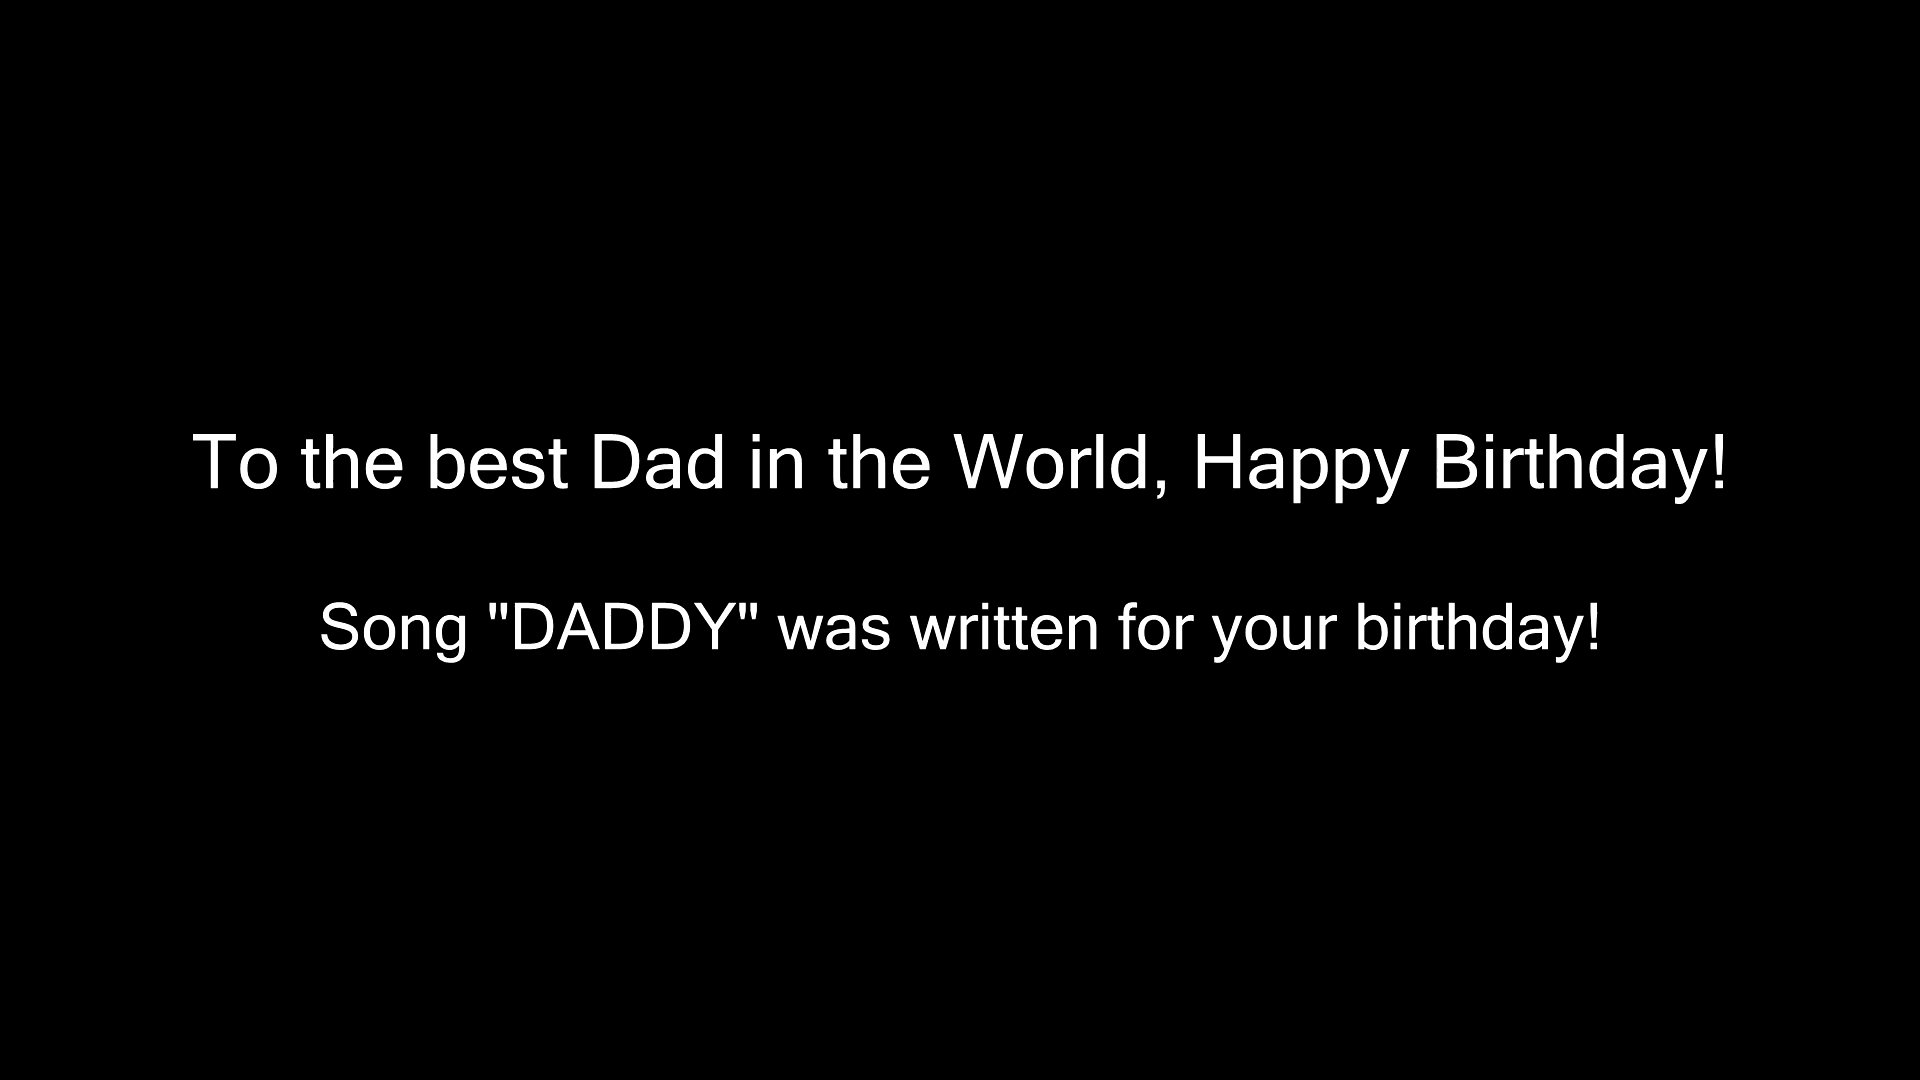 To the best Dad in the World, Happy Birthday!
Song "DADDY" was written for your birthday!